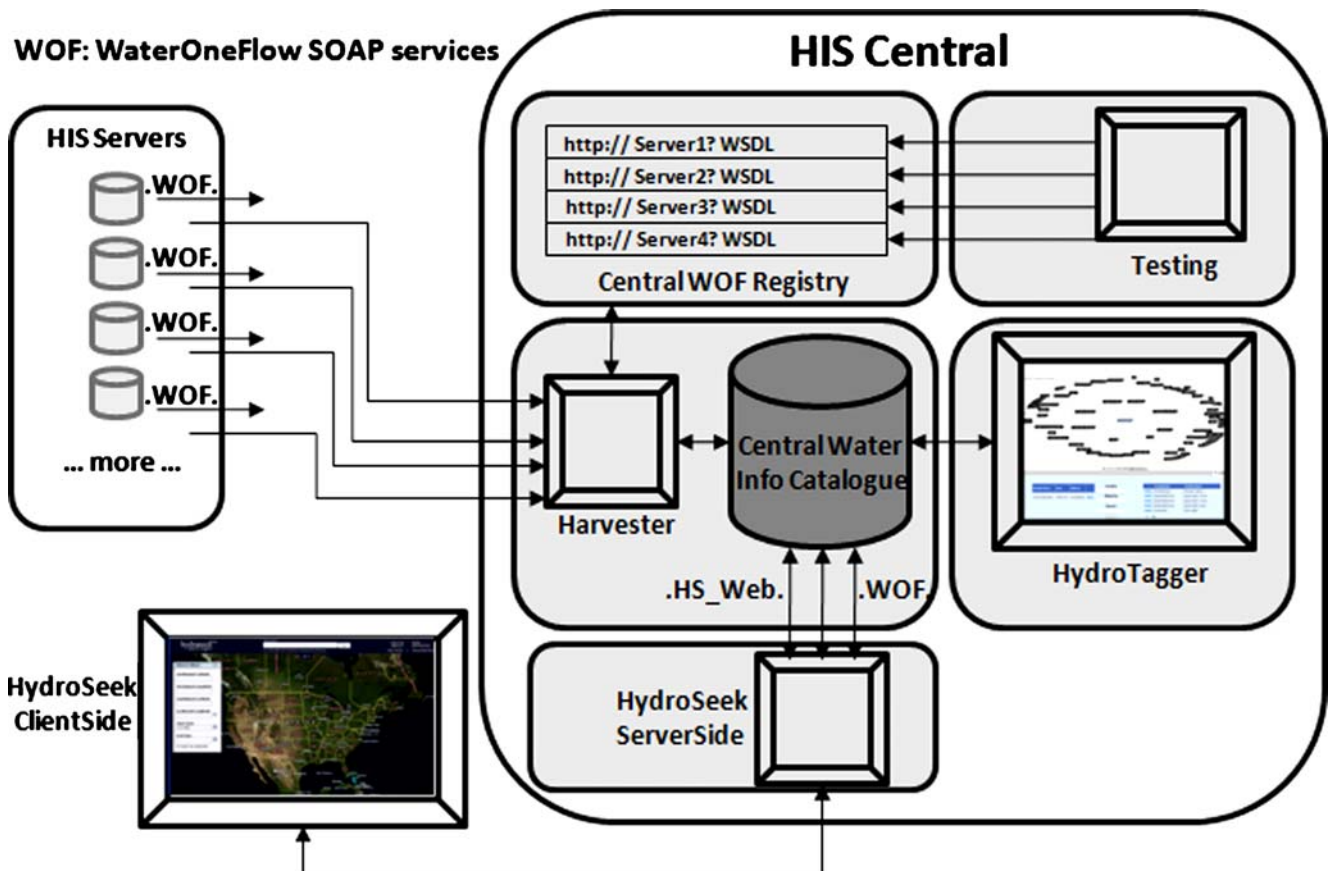 WOF: WaterOneFlow SOAP services
HIS Central
HIS Servers
.WOF.
.WOF.
.WOF.
.WOF.
... more ...
http:// Server1? WSDL
http:// Server2? WSDL
http:// Server3? WSDL
http:// Server4? WSDL
Central WOF Registry
Testing
Harvester
Central Water
Info Catalogue
HydroTagger
.HS_Web.
.WOF.
HydroSeek
ClientSide
HydroSeek
ServerSide